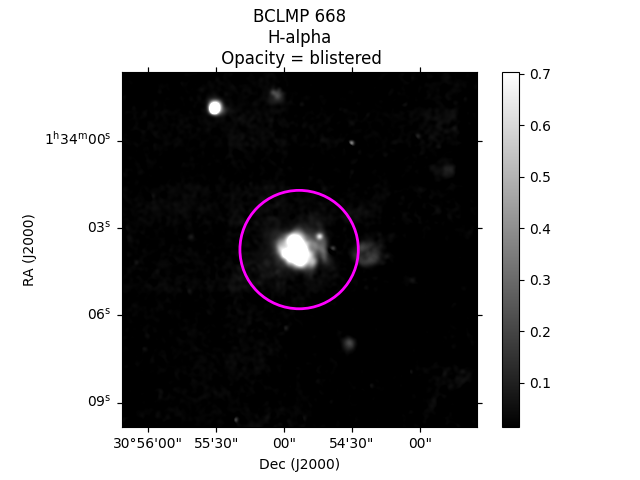 BCLMP 668
H-alpha
Opacity = blistered
0.7
0.6
0.5
0.4
0.3
0.2
0.1
1ʰ34ᵐ00ˢ
03ˢ
06ˢ
09ˢ
RA (J2000)
30°56'00" 55'30" 00" 54'30" 00"
Dec (J2000)